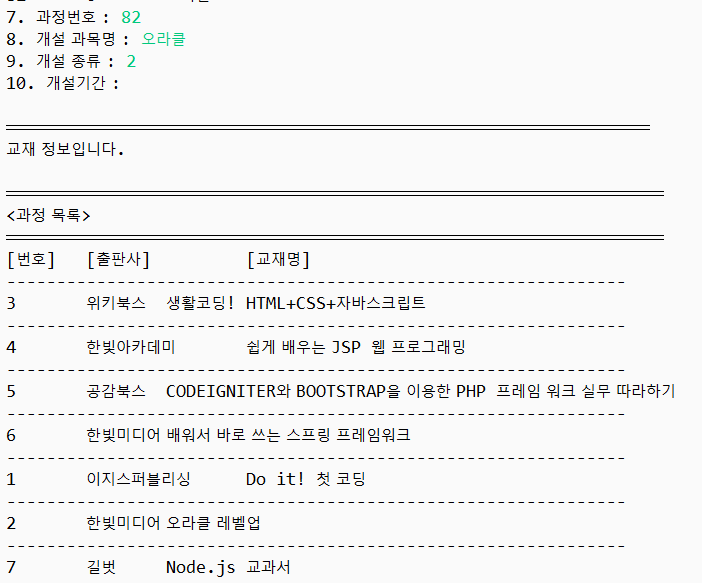 7. 과정번호 : 82
8. 개설 과목명 : 오라클
9. 개설 종류 : 2
10. 개설기간 :
교재 정보입니다.
<과정 목록>
[번호] [출판사] [교재명]
3 위키북스 생활코딩! HTML+CSS+자바스크립트
4 한빛아카데미 쉽게 배우는 JSP 웹 프로그래밍
5 공감북스 CODEIGNITER와 BOOTSTRAP을 이용한 PHP 프레임 워크 실무 따라하기
6 한빛미디어 배워서 바로 쓰는 스프링 프레임워크
1 이지스퍼블리싱 Do it! 첫 코딩
2 한빛미디어 오라클 레벨업
7 길벗 Node.js 교과서